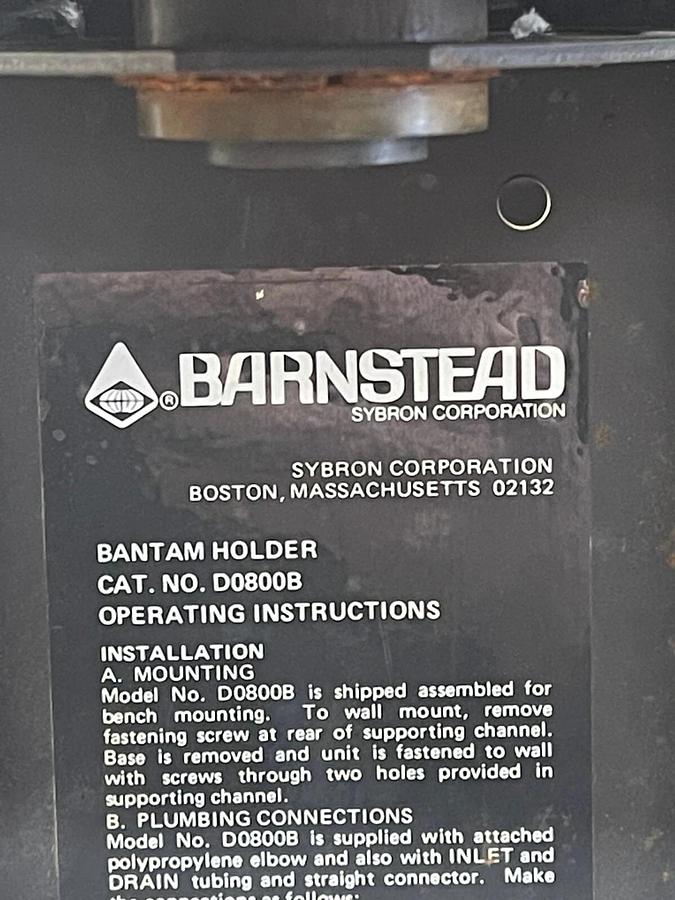 ® BARNSTEAD
SYBRON CORPORATION
SYBRON CORPORATION
BOSTON, MASSACHUSETTS 02132
BANTAM HOLDER
CAT. NO. D0800B
OPERATING INSTRUCTIONS
INSTALLATION
A. MOUNTING
Model No. D0800B is shipped assembled for
bench mounting. To wall mount, remove
fastening screw at rear of supporting channel.
Base is removed and unit is fastened to wall
with screws through two holes provided in
supporting channel.
B. PLUMBING CONNECTIONS
Model No. D0800B is supplied with attached
polypropylene elbow and also with INLET and
DRAIN tubing and straight connector. Make
the connections as follows: